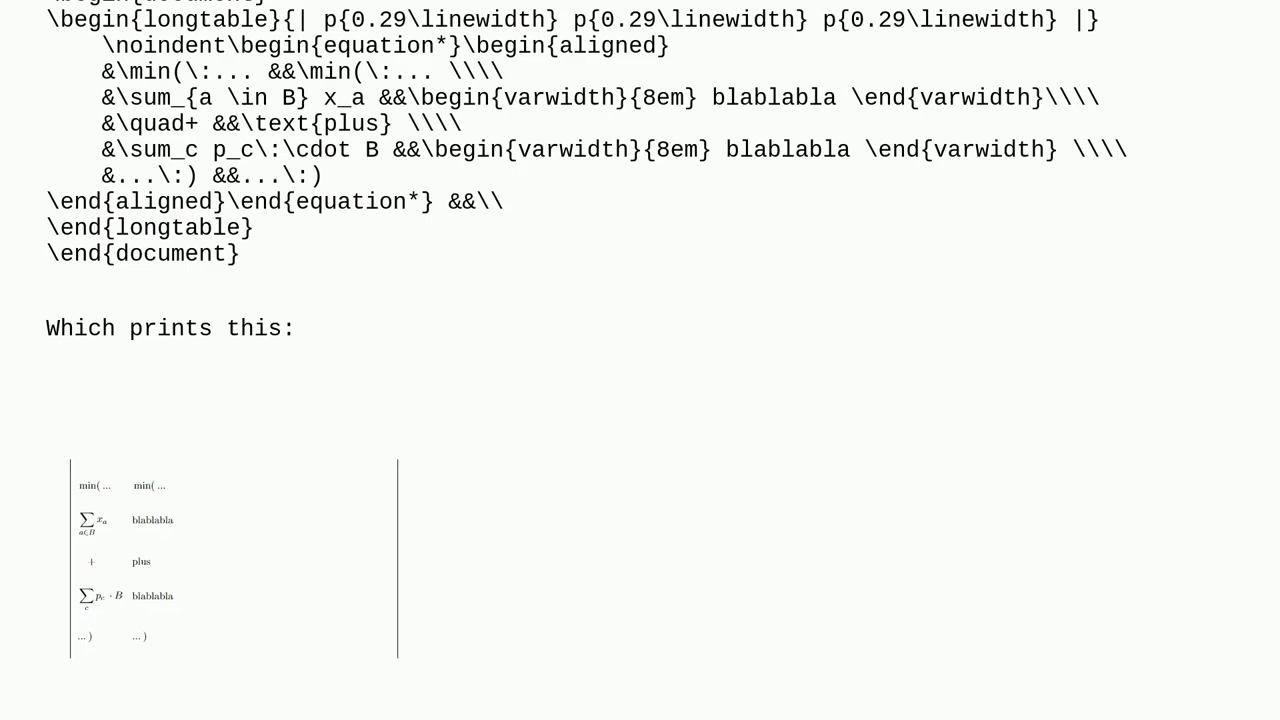 \begin{longtable}{| p{0.29\linewidth} p{0.29\linewidth} p{0.29\linewidth} |}
\noindent\begin{equation*}\begin{aligned}
&\min(\:... &&\min(\:... \\\\
&\sum_{a \in B} x_a &&\begin{varwidth}{8em} blablabla \end{varwidth}\\\\
&\quad+ &&\text{plus} \\\\
&\sum_c p_c\:\cdot B &&\begin{varwidth}{8em} blablabla \end{varwidth} \\\\
&...\:) &&...\:)
\end{aligned}\end{equation*} &&\\
\end{longtable}
\end{document}
Which prints this:
min( ... min( ...
∑ x_a blablabla
a∈B
+ plus
∑ p_c · B blablabla
c
... ) ... )